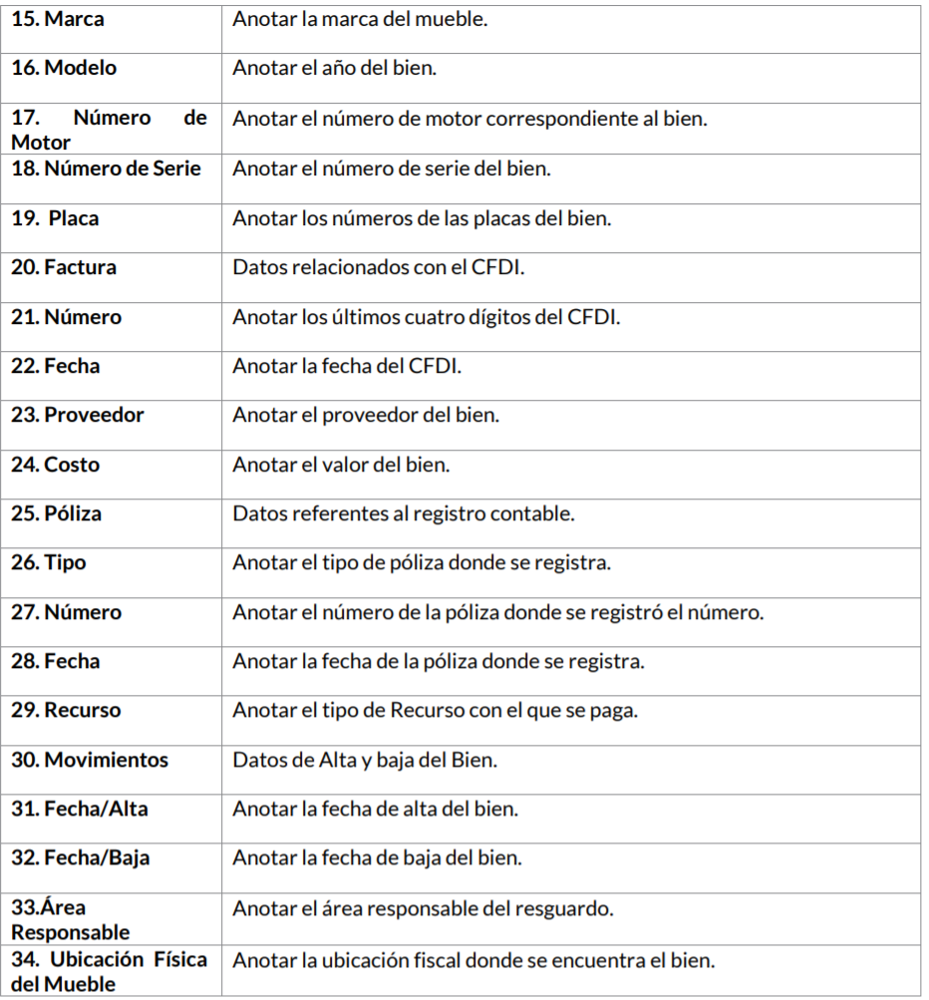 15. Marca Anotar la marca del mueble.
16. Modelo Anotar el año del bien.
17. Número de Anotar el número de motor correspondiente al bien.
Motor
18. Número de Serie Anotar el número de serie del bien.
19. Placa Anotar los números de las placas del bien.
20. Factura Datos relacionados con el CFDI.
21. Número Anotar los últimos cuatro dígitos del CFDI.
22. Fecha Anotar la fecha del CFDI.
23. Proveedor Anotar el proveedor del bien.
24. Costo Anotar el valor del bien.
25. Póliza Datos referentes al registro contable.
26. Tipo Anotar el tipo de póliza donde se registra.
27. Número Anotar el número de la póliza donde se registró el número.
28. Fecha Anotar la fecha de la póliza donde se registra.
29. Recurso Anotar el tipo de Recurso con el que se paga.
30. Movimientos Datos de Alta y baja del Bien.
31. Fecha/Alta Anotar la fecha de alta del bien.
32. Fecha/Baja Anotar la fecha de baja del bien.
33.Área Anotar el área responsable del resguardo.
Responsable
34. Ubicación Física Anotar la ubicación fiscal donde se encuentra el bien.
del Mueble